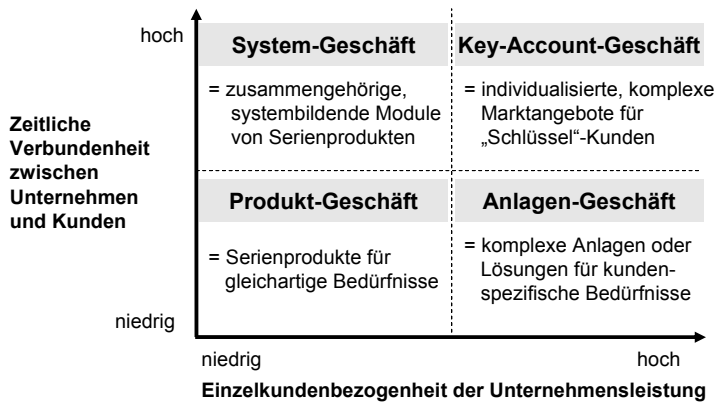 hoch
System-Geschäft
Key-Account-Geschäft
= zusammengehörige,
systembildende Module
von Serienprodukten
= individualisierte, komplexe
Marktangebote für
„Schlüssel“-Kunden
Zeitliche
Verbundenheit
zwischen
Unternehmen
und Kunden
Produkt-Geschäft
Anlagen-Geschäft
= Serienprodukte für
gleichartige Bedürfnisse
= komplexe Anlagen oder
Lösungen für kunden-
spezifische Bedürfnisse
niedrig
niedrig
hoch
Einzelkundenbezogenheit der Unternehmensleistung